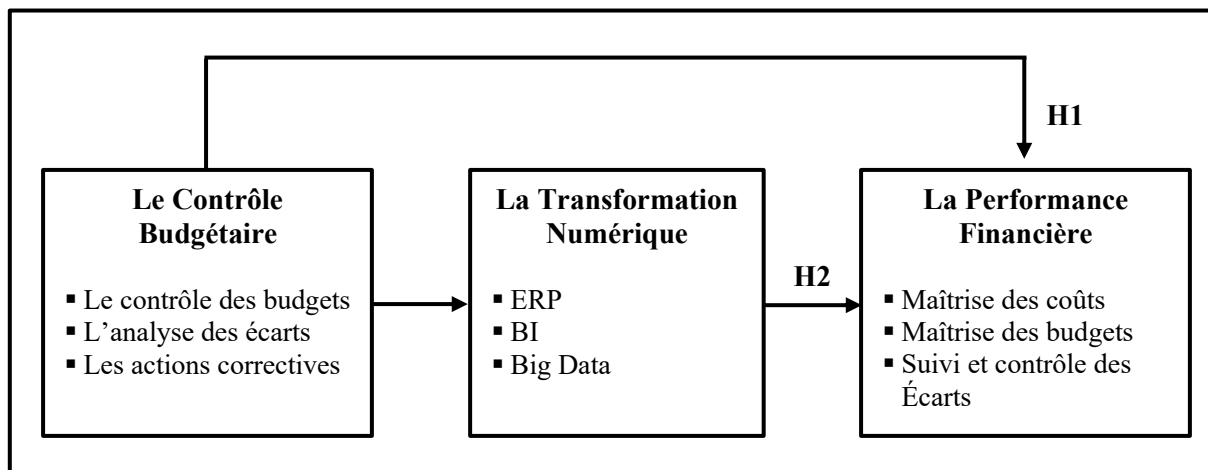 H1
Le Contrôle
Budgétaire
▪ Le contrôle des budgets
▪ L’analyse des écarts
▪ Les actions correctives
La Transformation
Numérique
▪ ERP
▪ BI
▪ Big Data
H2
La Performance
Financière
▪ Maîtrise des coûts
▪ Maîtrise des budgets
▪ Suivi et contrôle des
Écarts